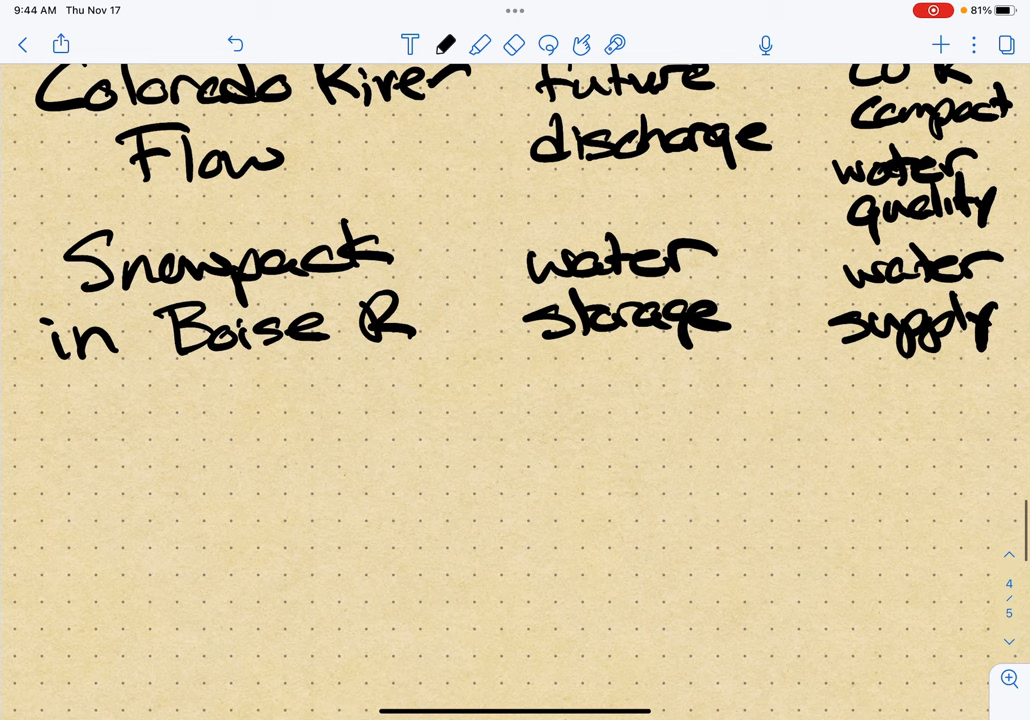 9:44 AM Thu Nov 17
81%
Colorado River
Flow
future
discharge
CO R
compact
water
quality
Snowpack
in Boise R
water
storage
water
supply
4
/
5